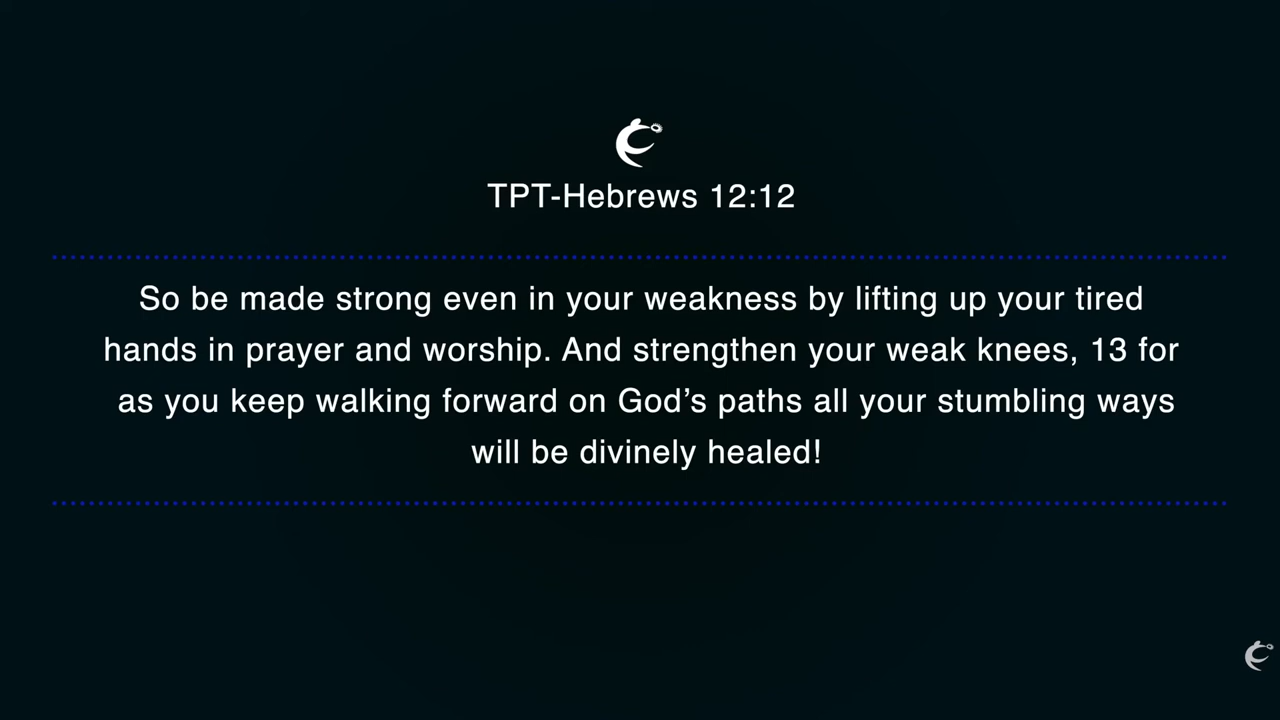 TPT-Hebrews 12:12
So be made strong even in your weakness by lifting up your tired
hands in prayer and worship. And strengthen your weak knees, 13 for
as you keep walking forward on God’s paths all your stumbling ways
will be divinely healed!